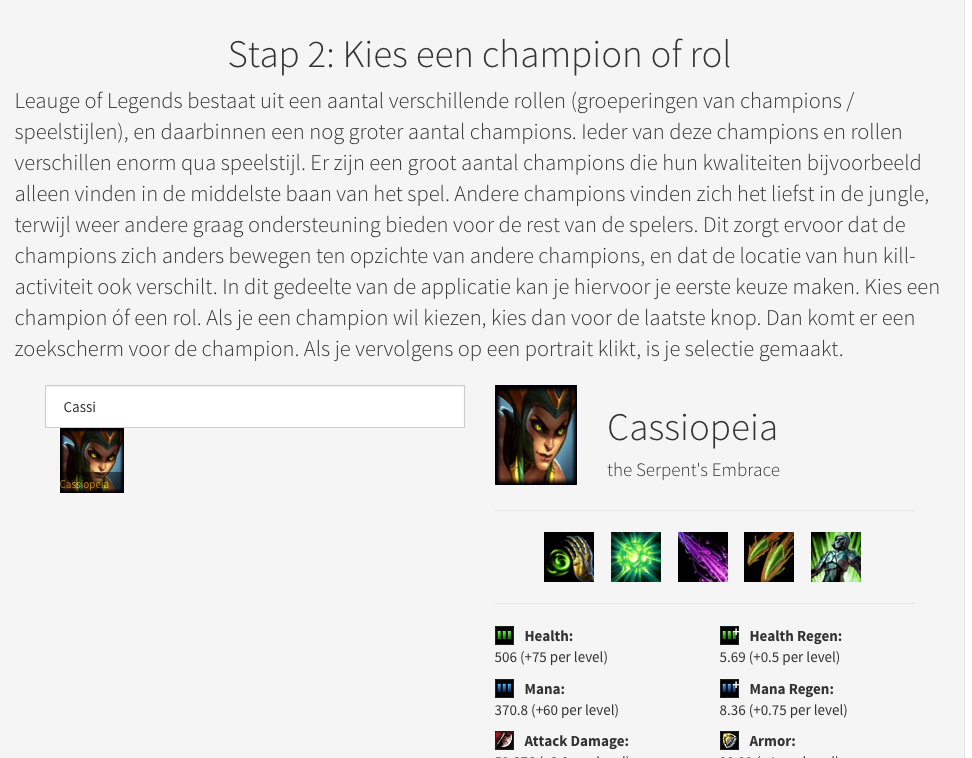 Stap 2: Kies een champion of rol
Leauge of Legends bestaat uit een aantal verschillende rollen (groeperingen van champions /
speelstijlen), en daarbinnen een nog groter aantal champions. Ieder van deze champions en rollen
verschillen enorm qua speelstijl. Er zijn een groot aantal champions die hun kwaliteiten bijvoorbeeld
alleen vinden in de middelste baan van het spel. Andere champions vinden zich het liefst in de jungle,
terwijl weer andere graag ondersteuning bieden voor de rest van de spelers. Dit zorgt ervoor dat de
champions zich anders bewegen ten opzichte van andere champions, en dat de locatie van hun kill-
activiteit ook verschilt. In dit gedeelte van de applicatie kan je hiervoor je eerste keuze maken. Kies een
champion óf een rol. Als je een champion wil kiezen, kies dan voor de laatste knop. Dan komt er een
zoekscherm voor de champion. Als je vervolgens op een portrait klikt, is je selectie gemaakt.
Cassi
Cassiopeia
Cassiopeia
the Serpent's Embrace
Health:
506 (+75 per level)
Health Regen:
5.69 (+0.5 per level)
Mana:
370.8 (+60 per level)
Mana Regen:
8.36 (+0.75 per level)
Attack Damage:
Armor: